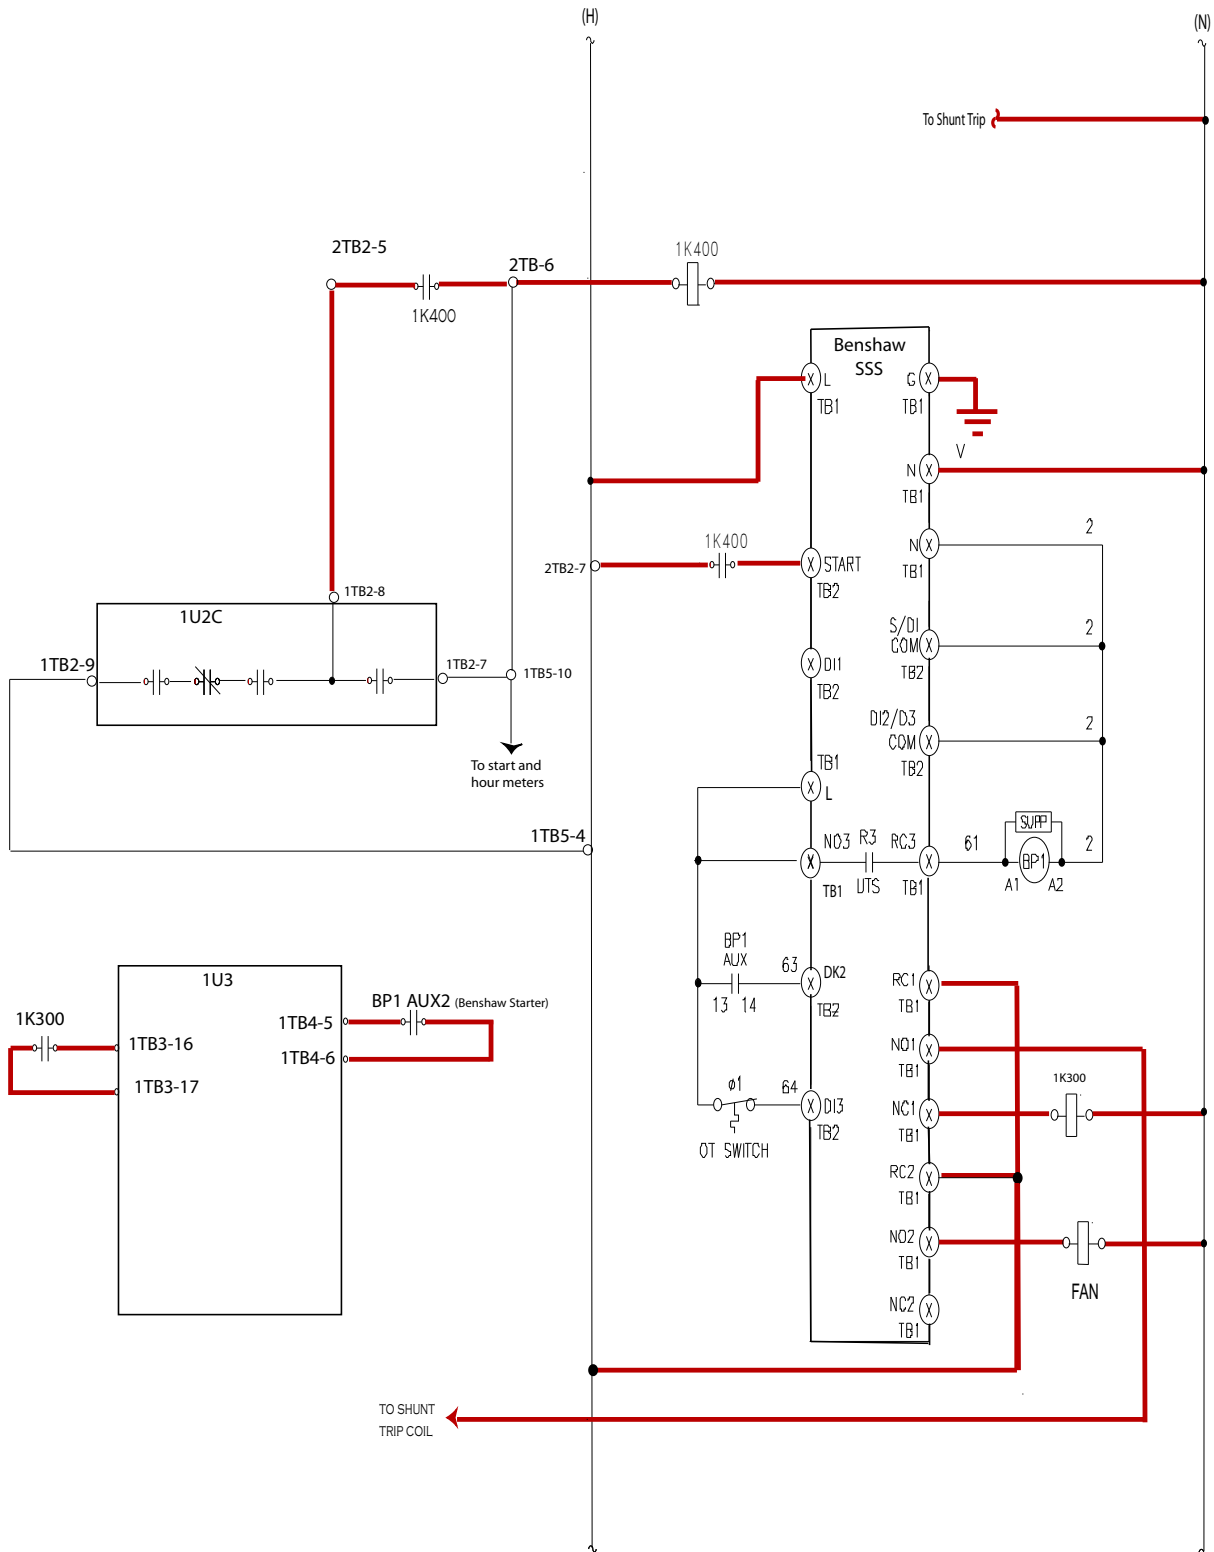 (H)
(N)
To Shunt Trip
2TB2-5
2TB-6
1K400
1K400
Benshaw
SSS
L
TB1
G
TB1
V
N
TB1
1K400
2TB2-7
START
TB2
N
TB1
2
1TB2-8
1U2C
S/DI
COM
TB2
2
1TB2-9
1TB2-7
1TB5-10
DI1
TB2
DI2/D3
COM
TB2
2
To start and
hour meters
TB1
L
1TB5-4
NO3
R3
RC3
61
SUPP
BP1
2
TB1
UTS
TB1
A1
A2
BP1
AUX
63
DK2
13
14
TB2
RC1
TB1
1U3
1K300
BP1 AUX2 (Benshaw Starter)
1TB4-5
1TB3-16
1TB4-6
1TB3-17
NO1
TB1
1K300
ø1
64
DI3
TB2
OT SWITCH
NC1
TB1
RC2
TB1
NO2
TB1
FAN
NC2
TB1
TO SHUNT
TRIP COIL